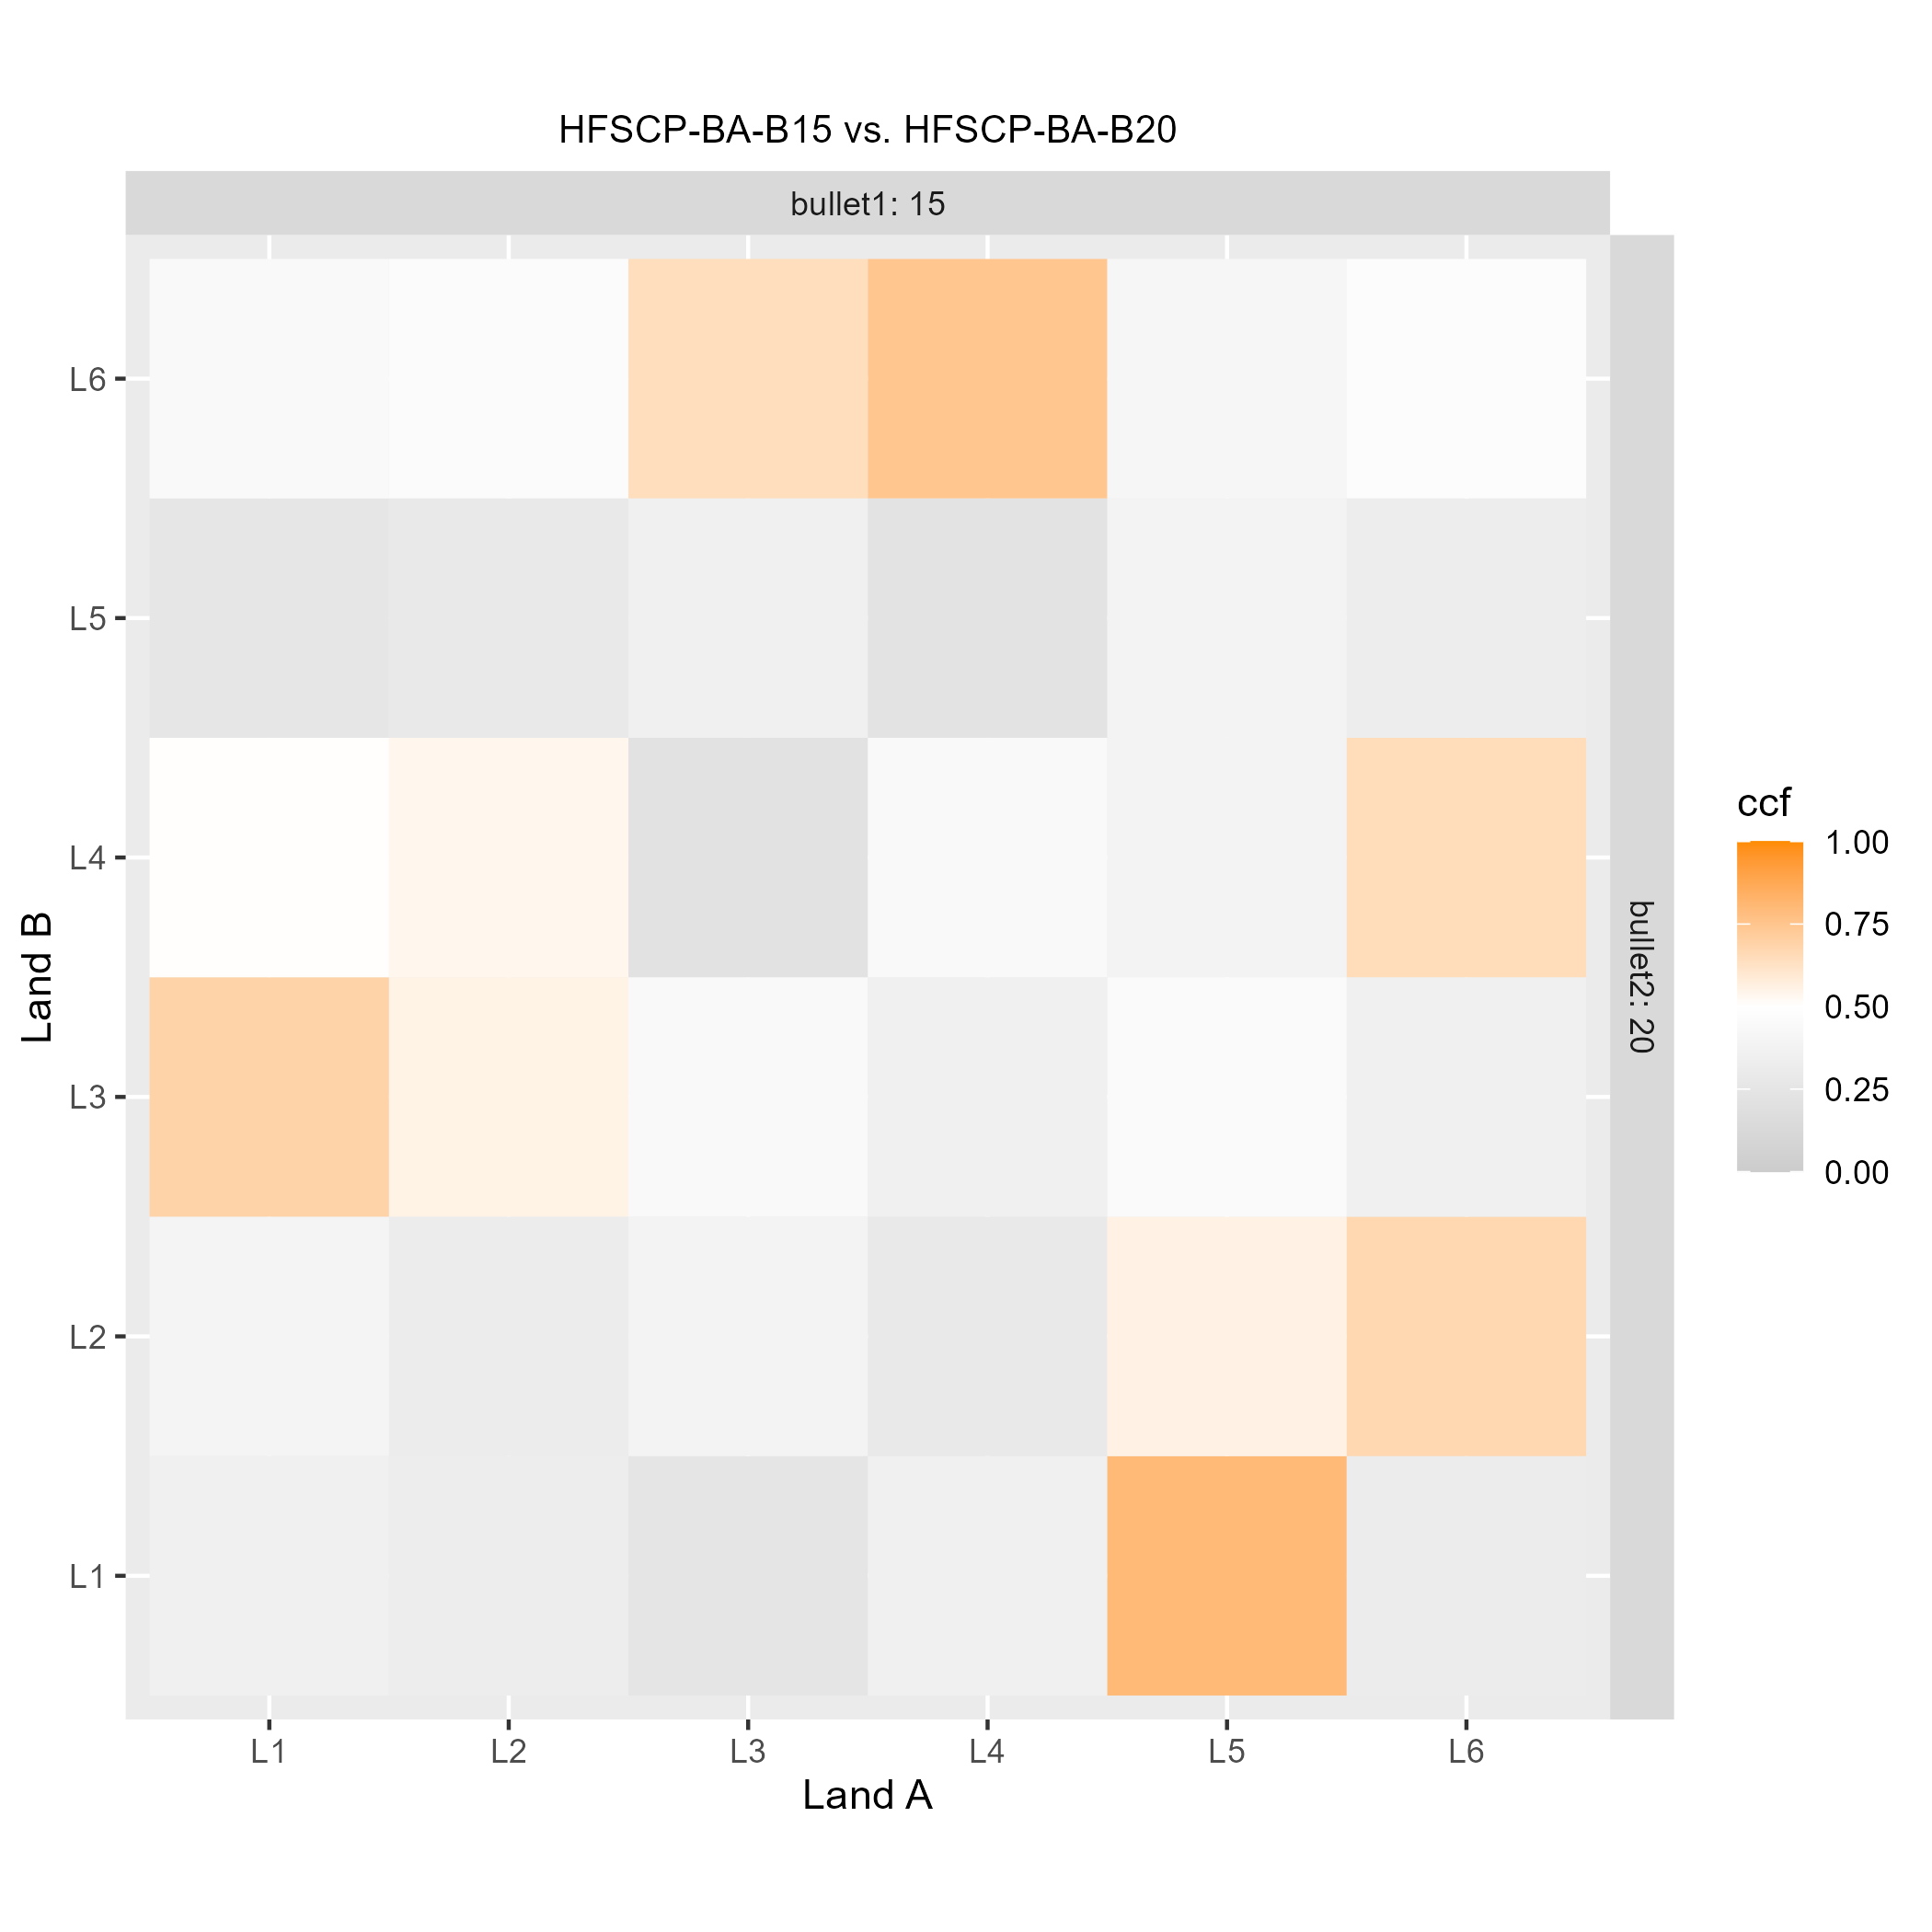 HFSCP-BA-B15 vs. HFSCP-BA-B20
bullet1: 15
L6
L5
L4
L3
L2
L1
Land B
bullet2: 20
L1 L2 L3 L4 L5 L6
Land A
ccf
1.00
0.75
0.50
0.25
0.00